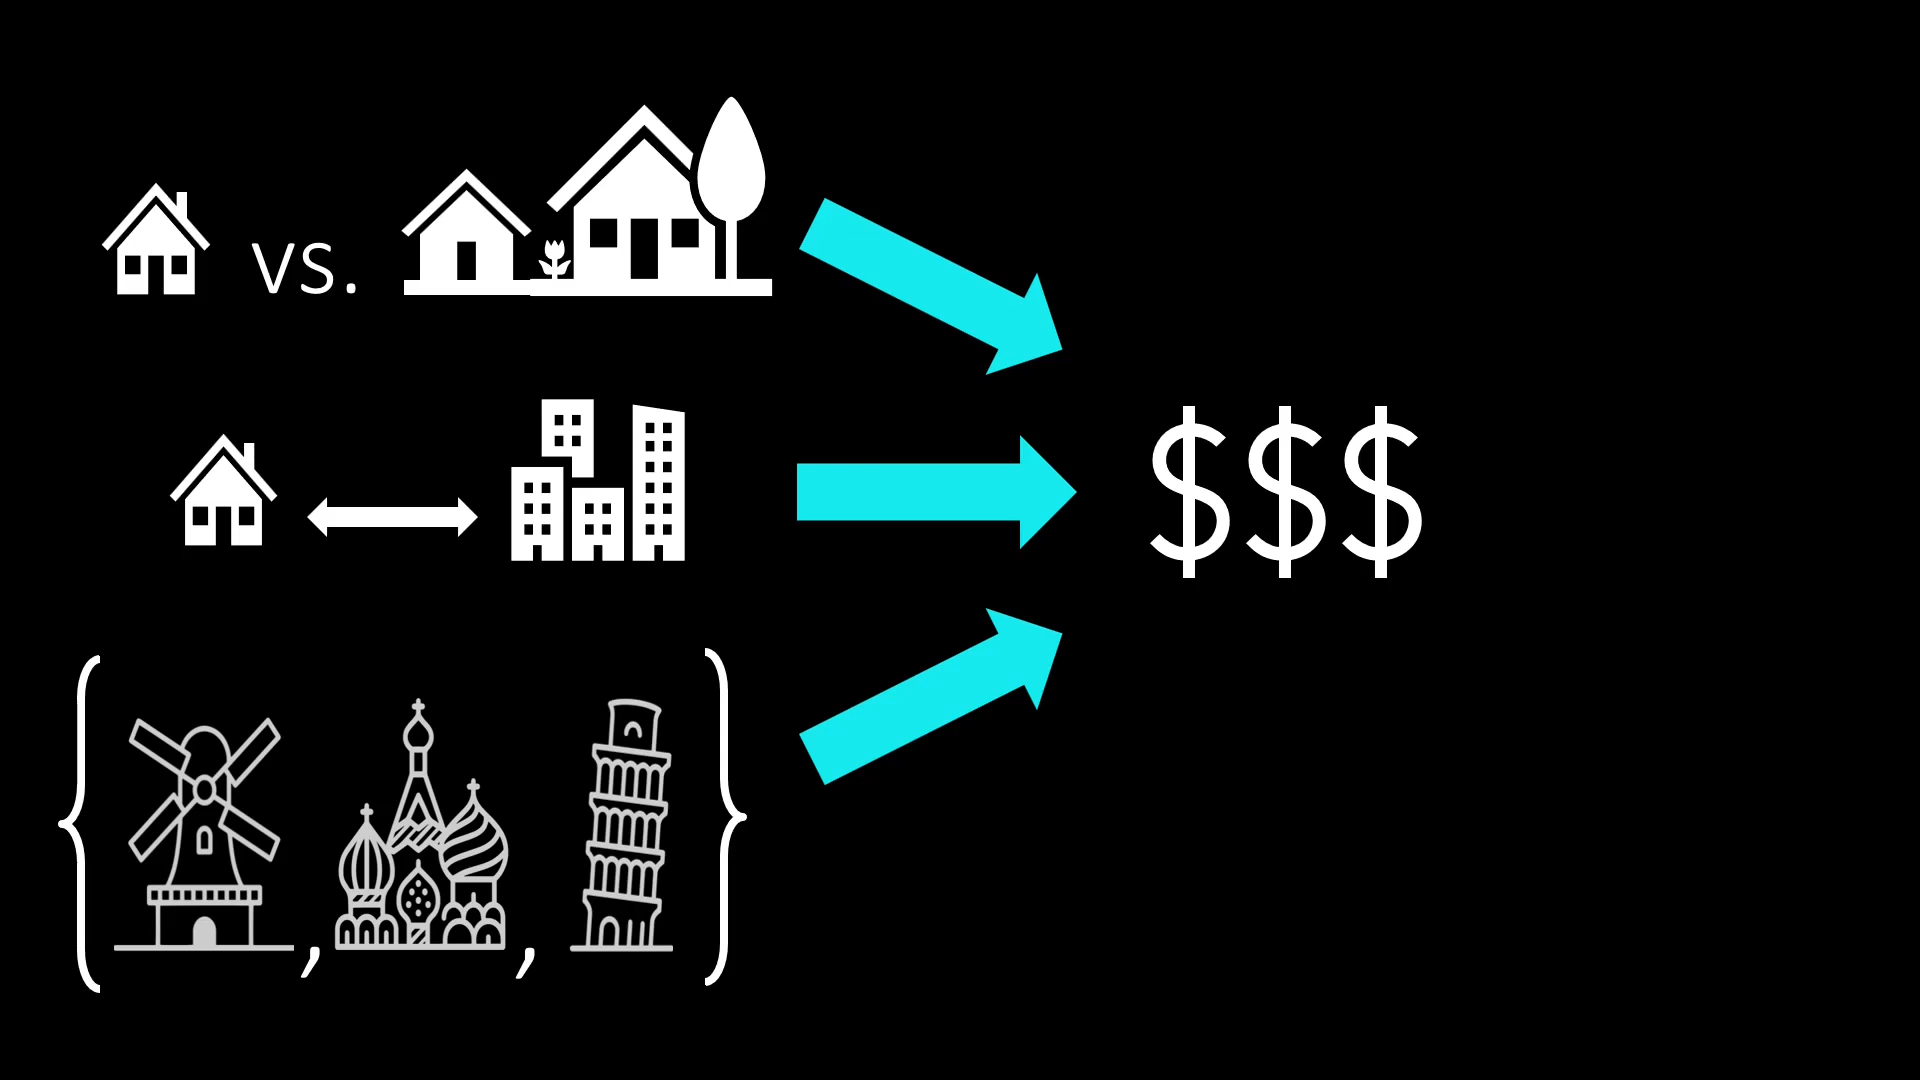 vs.
$$$
{ , , }